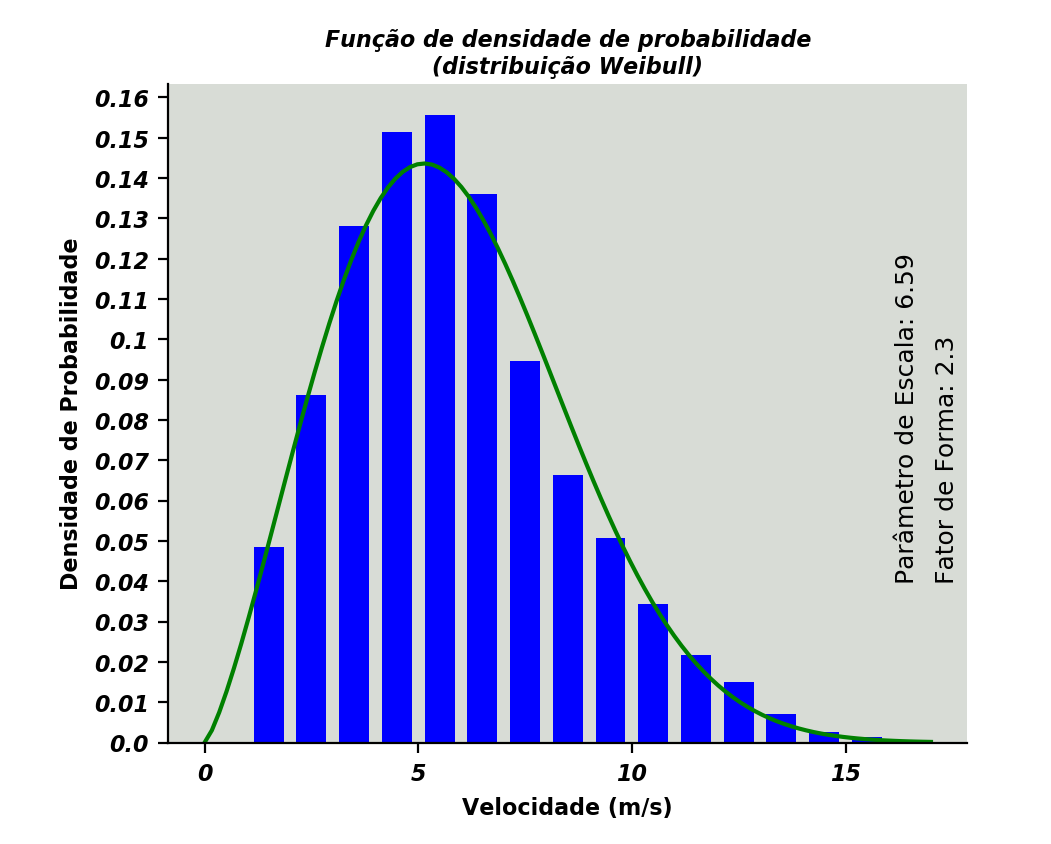 Função de densidade de probabilidade
(distribuição Weibull)
0.16
0.15
0.14
0.13
0.12
0.11
0.1
0.09
0.08
0.07
0.06
0.05
0.04
0.03
0.02
0.01
0.0
Densidade de Probabilidade
Parâmetro de Escala: 6.59
Fator de Forma: 2.3
0 5 10 15
Velocidade (m/s)